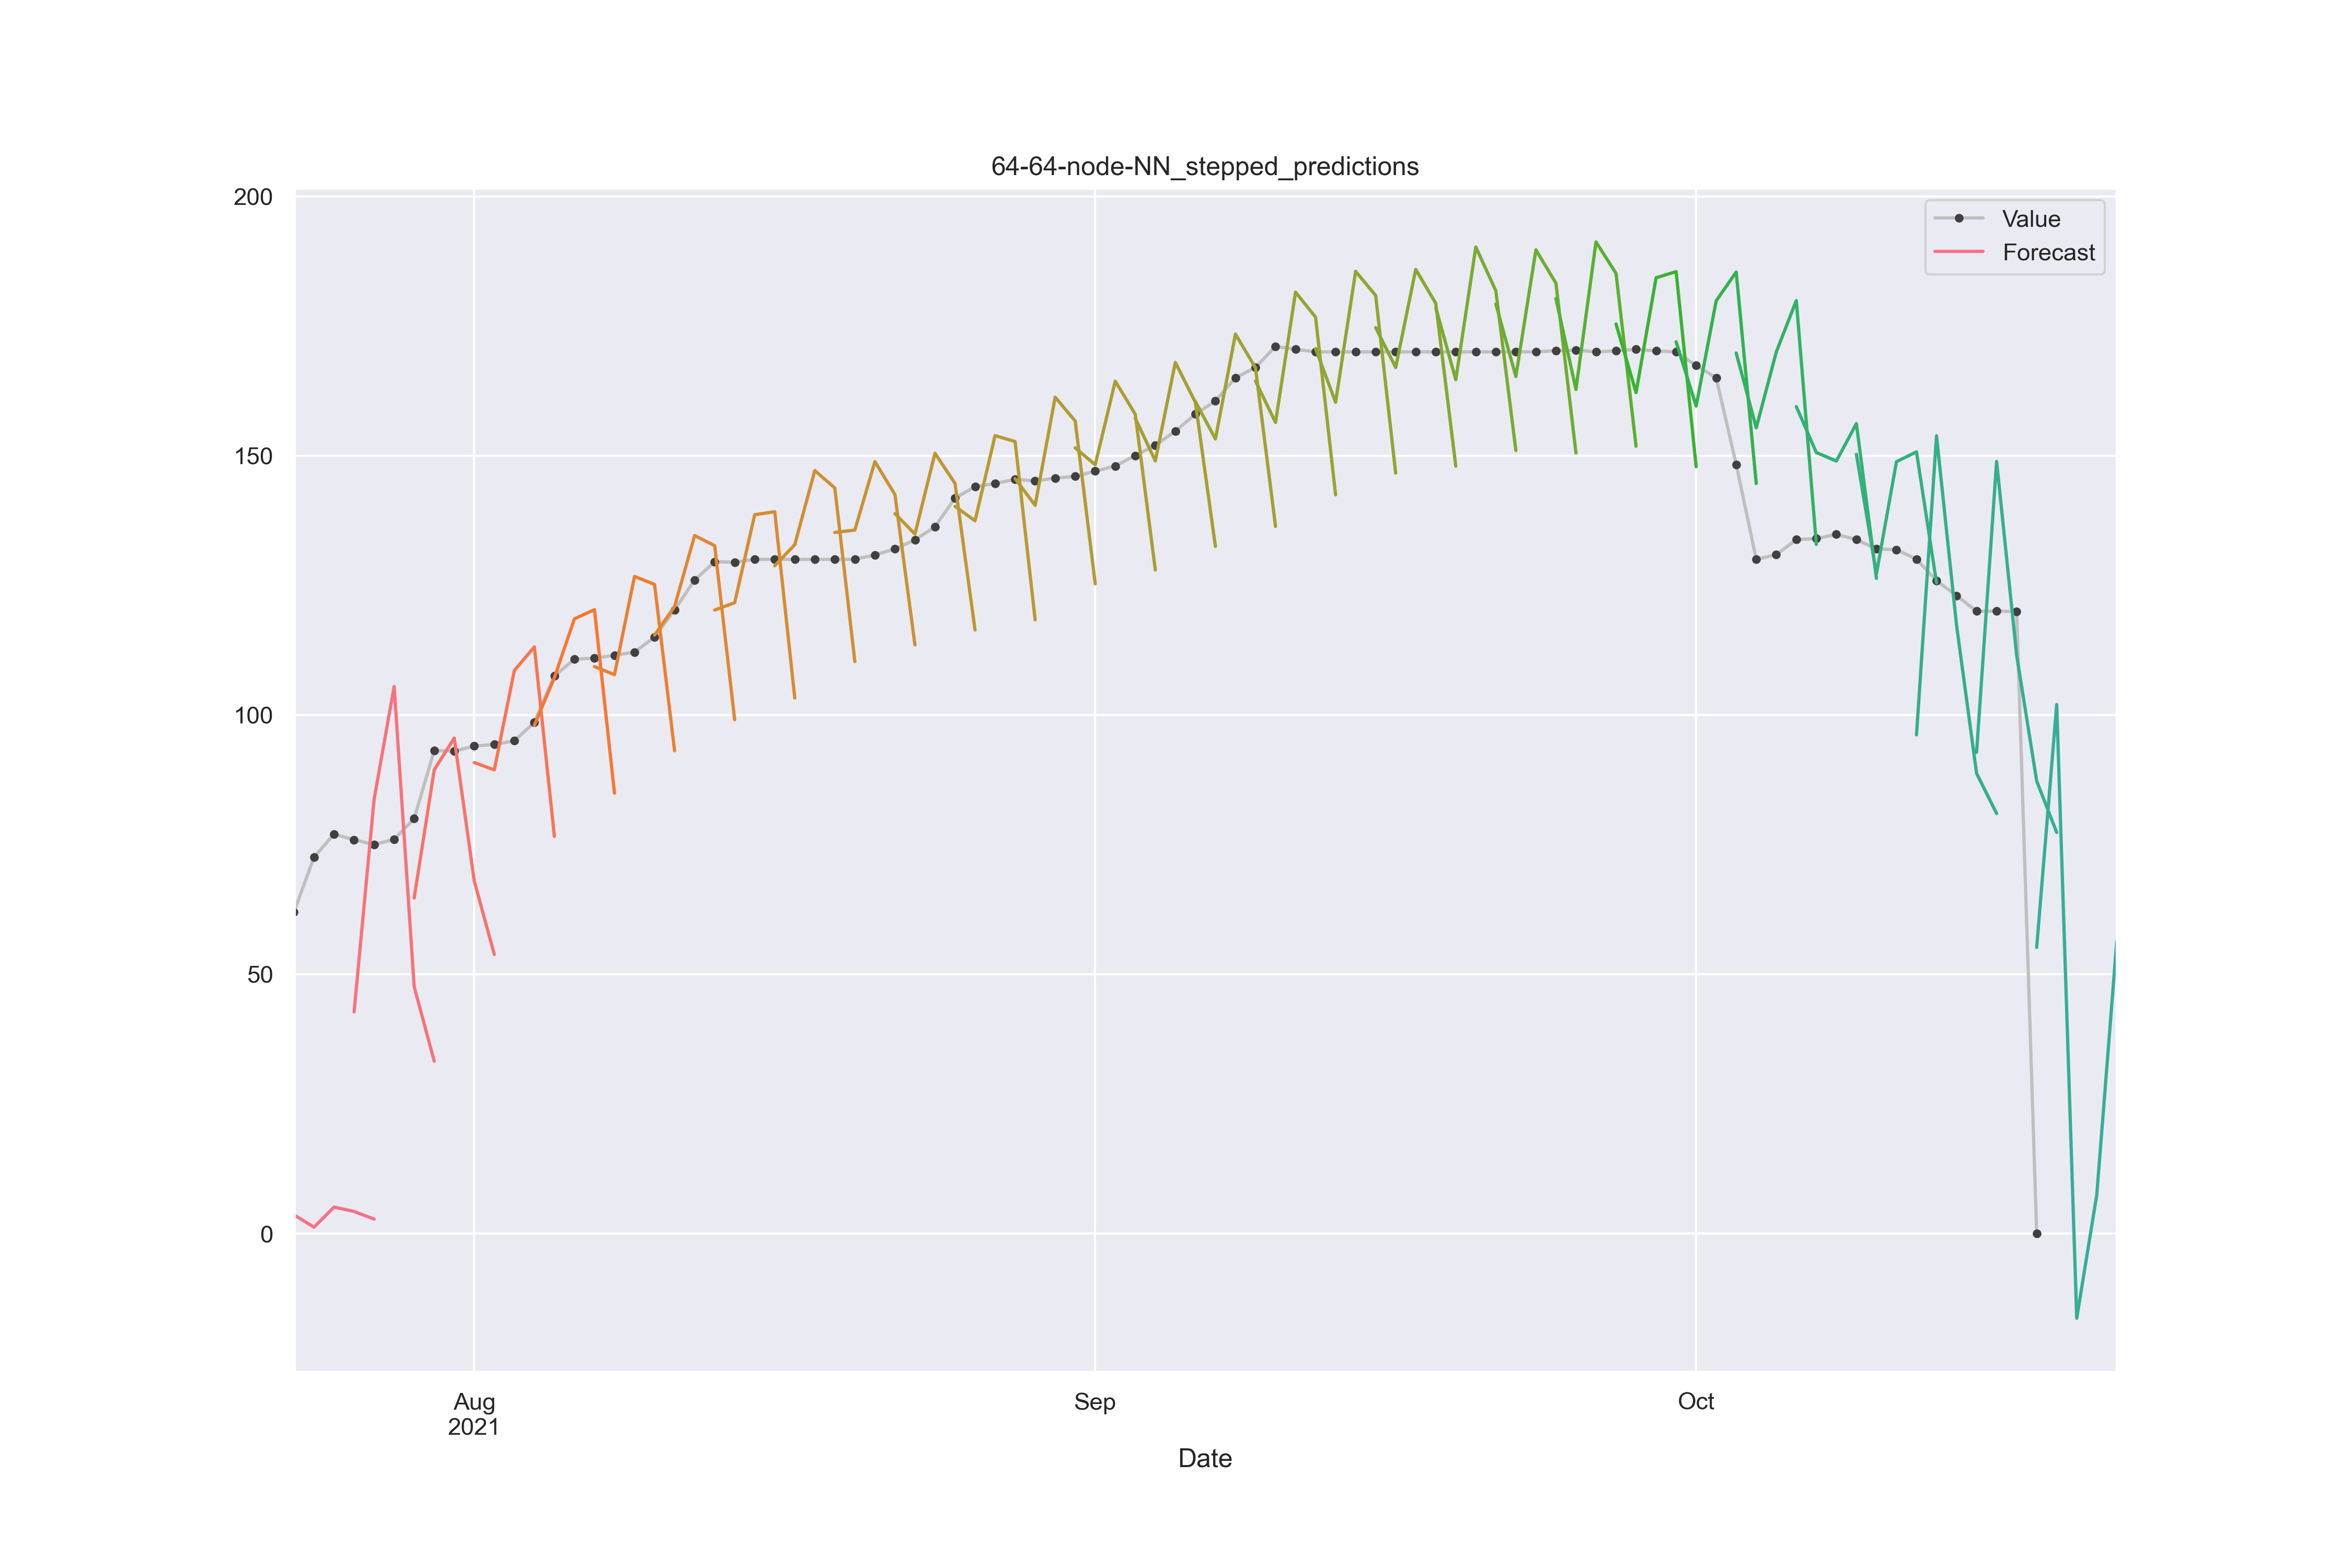 64-64-node-NN_stepped_predictions
200
150
100
50
0
Value
Forecast
Aug
2021
Sep
Oct
Date